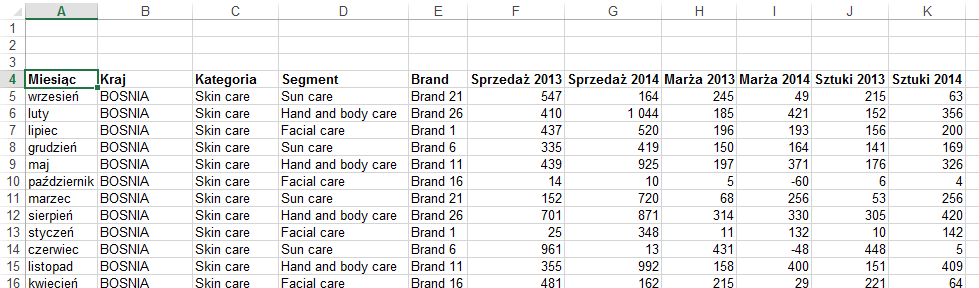 A B C D E F G H I J K
1
2
3
4 Miesiąc Kraj Kategoria Segment Brand Sprzedaż 2013 Sprzedaż 2014 Marża 2013 Marża 2014 Sztuki 2013 Sztuki 2014
5 wrzesień BOSNIA Skin care Sun care Brand 21 547 164 245 49 215 63
6 luty BOSNIA Skin care Hand and body care Brand 26 410 1 044 185 421 152 356
7 lipiec BOSNIA Skin care Facial care Brand 1 437 520 196 193 156 200
8 grudzień BOSNIA Skin care Sun care Brand 6 335 419 150 164 141 169
9 maj BOSNIA Skin care Hand and body care Brand 11 439 925 197 371 176 326
10 październik BOSNIA Skin care Facial care Brand 16 14 10 5 -60 6 4
11 marzec BOSNIA Skin care Sun care Brand 21 152 720 68 256 53 256
12 sierpień BOSNIA Skin care Hand and body care Brand 26 701 871 314 330 305 420
13 styczeń BOSNIA Skin care Facial care Brand 1 25 348 11 132 10 142
14 czerwiec BOSNIA Skin care Sun care Brand 6 961 13 431 -48 448 5
15 listopad BOSNIA Skin care Hand and body care Brand 11 355 992 158 400 151 409
16 kwiecień BOSNIA Skin care Facial care Brand 16 481 162 215 29 221 64